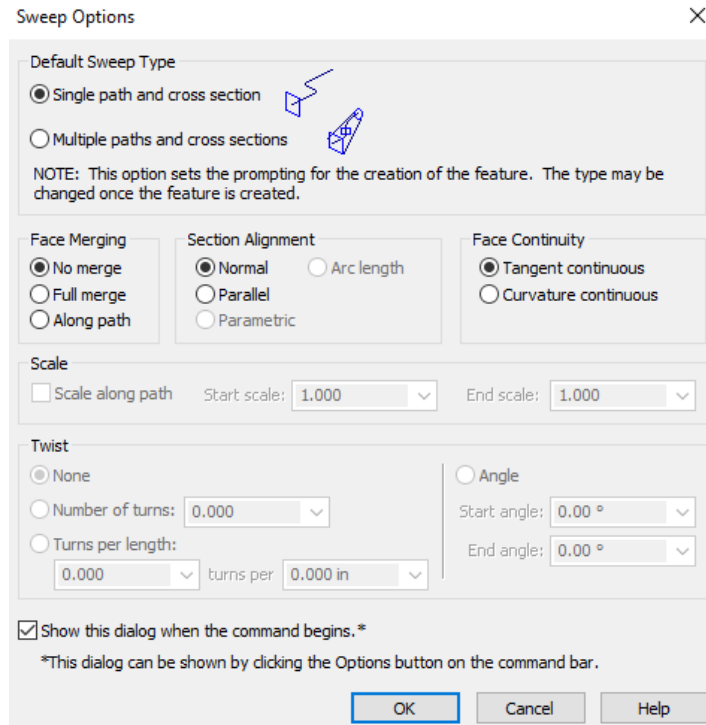 Sweep Options
Default Sweep Type
Single path and cross section
Multiple paths and cross sections
NOTE: This option sets the prompting for the creation of the feature. The type may be
changed once the feature is created.
Face Merging
No merge
Full merge
Along path
Section Alignment
Normal Arc length
Parallel
Parametric
Face Continuity
Tangent continuous
Curvature continuous
Scale
Scale along path Start scale: 1.000 End scale: 1.000
Twist
None
Number of turns: 0.000
Turns per length:
0.000 turns per 0.000 in
Angle
Start angle: 0.00 °
End angle: 0.00 °
Show this dialog when the command begins.*
*This dialog can be shown by clicking the Options button on the command bar.
OK Cancel Help